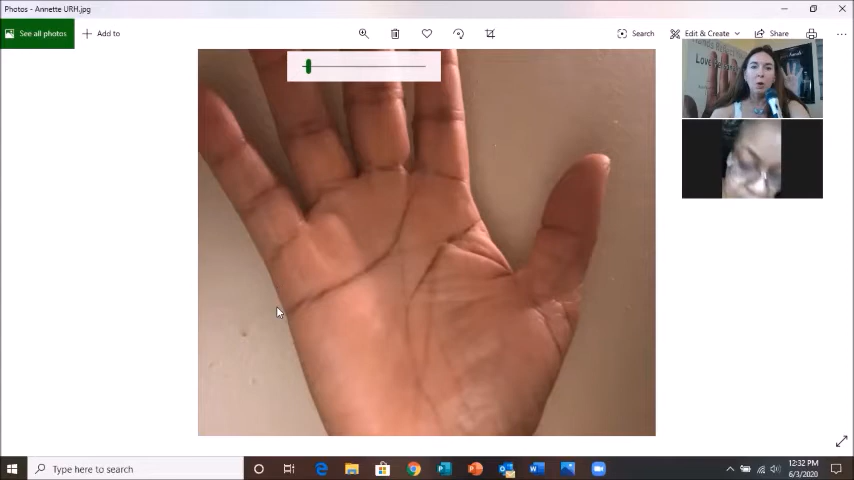 Photos - Annette URH.jpg
See all photos
Add to
Search
Edit & Create
Share
Love
Type here to search
12:32 PM
6/3/2020